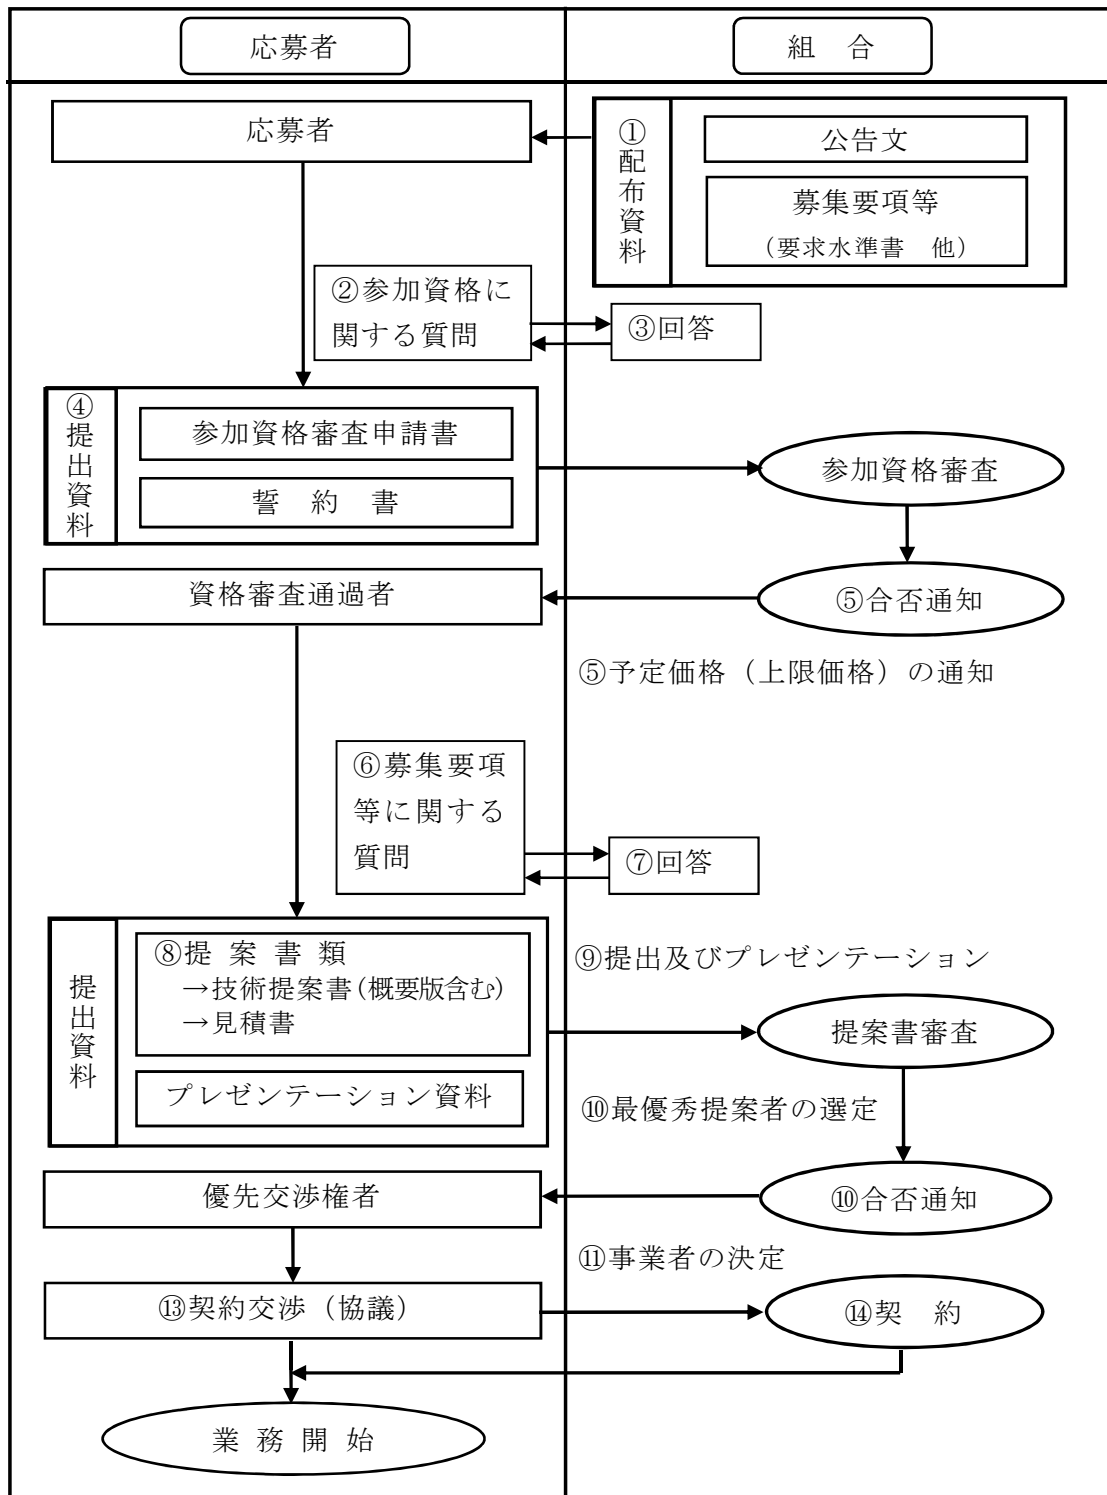 応募者
組　合
応募者
①配布資料
公告文
募集要項等
（要求水準書　他）
②参加資格に
関する質問
③回答
④提出資料
参加資格審査申請書
誓　約　書
参加資格審査
資格審査通過者
⑤合否通知
⑤予定価格（上限価格）の通知
⑥募集要項
等に関する
質問
⑦回答
提出資料
⑧提 案 書 類
→技術提案書(概要版含む)
→見積書
プレゼンテーション資料
⑨提出及びプレゼンテーション
提案書審査
⑩最優秀提案者の選定
優先交渉権者
⑩合否通知
⑪事業者の決定
⑬契約交渉（協議）
⑭契　約
業 務 開 始